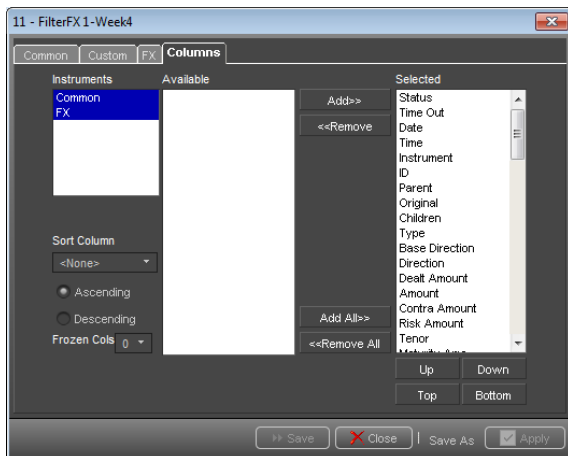 11 - FilterFX 1-Week4
Common
Custom
FX
Columns
Instruments
Available
Selected
Common
FX
Add>>
<<Remove
Status
Time Out
Date
Time
Instrument
ID
Parent
Original
Children
Type
Base Direction
Direction
Dealt Amount
Amount
Contra Amount
Risk Amount
Tenor
Sort Column
<None>
Ascending
Descending
Frozen Cols
0
Add All>>
<<Remove All
Up
Down
Top
Bottom
Save
Close
Save As
Apply